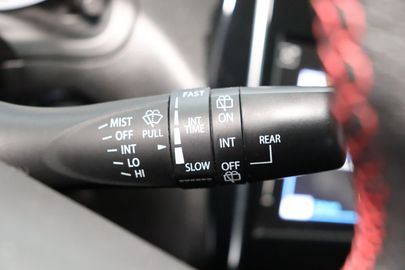 MIST
OFF
INT
LO
HI
PULL
FAST
INT
TIME
SLOW
ON
INT
OFF
REAR